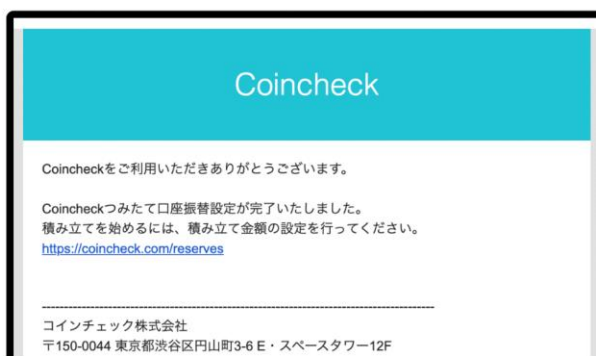 Coincheck
Coincheckをご利用いただきありがとうございます。
Coincheckつみたて口座振替設定が完了いたしました。
積み立てを始めるには、積み立て金額の設定を行ってください。
https://coincheck.com/reserves
--------------------------------------------------------------------------------
コインチェック株式会社
〒150-0044 東京都渋谷区円山町3-6 E・スペースタワー12F